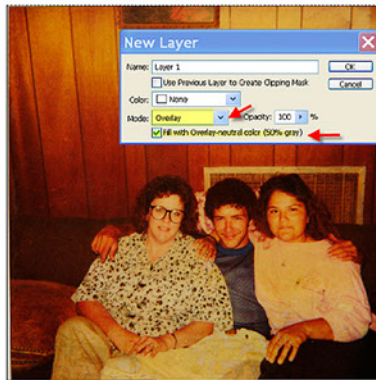 New Layer
Name: Layer 1
OK
Use Previous Layer to Create Clipping Mask
Cancel
Color: None
Mode: Overlay Opacity: 100 %
Fill with Overlay-neutral color (50% gray)